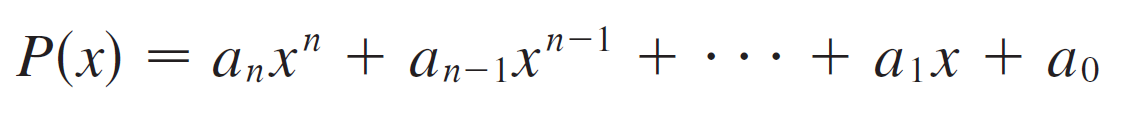 P(x) = aₙxⁿ + aₙ₋₁xⁿ⁻¹ + · · · + a₁x + a₀